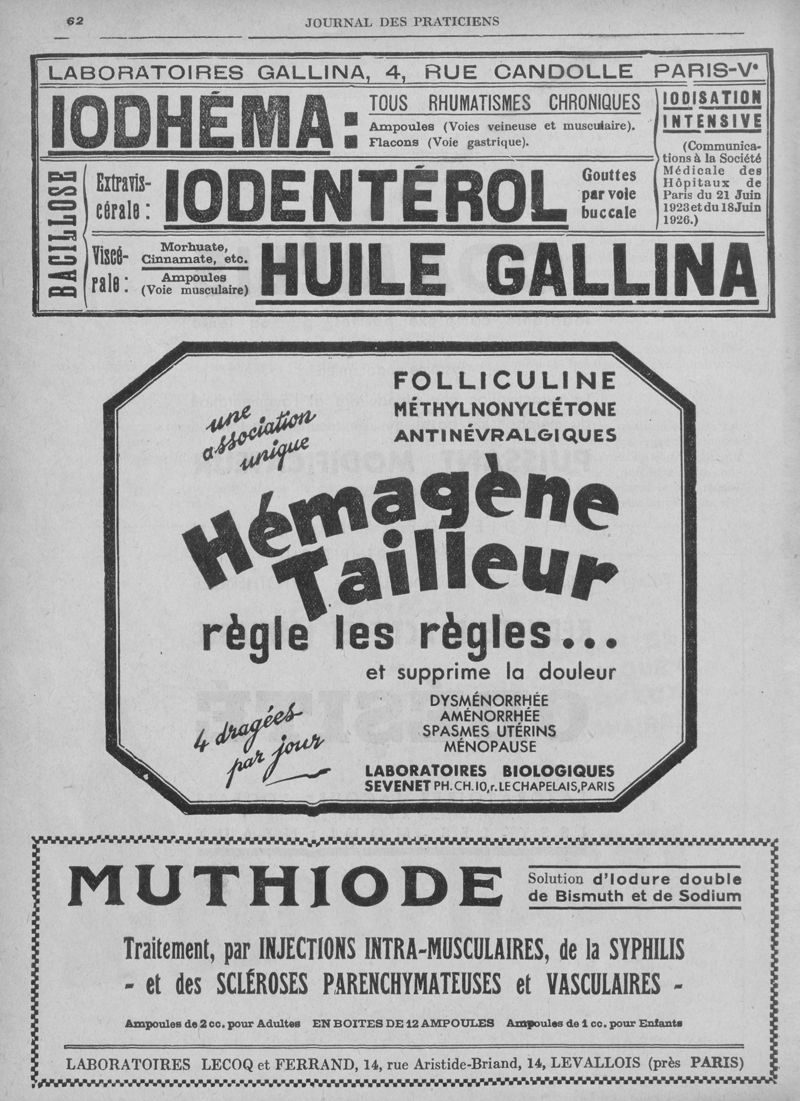 62
JOURNAL DES PRATICIENS
LABORATOIRES GALLINA, 4, RUE CANDOLLE PARIS-Vᵉ
IODHÉMA:
TOUS RHUMATISMES CHRONIQUES
Ampoules (Voies veineuse et musculaire).
Flacons (Voie gastrique).
IODISATION
INTENSIVE
(Communica-
tions à la Société
Médicale des
Hôpitaux de
Paris du 21 Juin
1923 et du 18 Juin
1926.)
BACILLOSE
Extravis-
cérale :
IODENTÉROL
Gouttes
par voie
buccale
Viscé-
rale :
Morhuate,
Cinnamate, etc.
Ampoules
(Voie musculaire)
HUILE GALLINA
une
association
unique
FOLLICULINE
MÉTHYLNONYLCÉTONE
ANTINÉVRALGIQUES
Hémagène
Tailleur
règle les règles...
et supprime la douleur
4 dragées
par jour
DYSMÉNORRHÉE
AMÉNORRHÉE
SPASMES UTÉRINS
MÉNOPAUSE
LABORATOIRES BIOLOGIQUES
SEVENET PH. CH. 10, r. LE CHAPELAIS, PARIS
MUTHIODE
Solution d'Iodure double
de Bismuth et de Sodium
Traitement, par INJECTIONS INTRA-MUSCULAIRES, de la SYPHILIS
- et des SCLÉROSES PARENCHYMATEUSES et VASCULAIRES -
Ampoules de 2 cc. pour Adultes EN BOITES DE 12 AMPOULES Ampoules de 1 cc. pour Enfants
LABORATOIRES LECOQ et FERRAND, 14, rue Aristide-Briand, 14, LEVALLOIS (près PARIS)